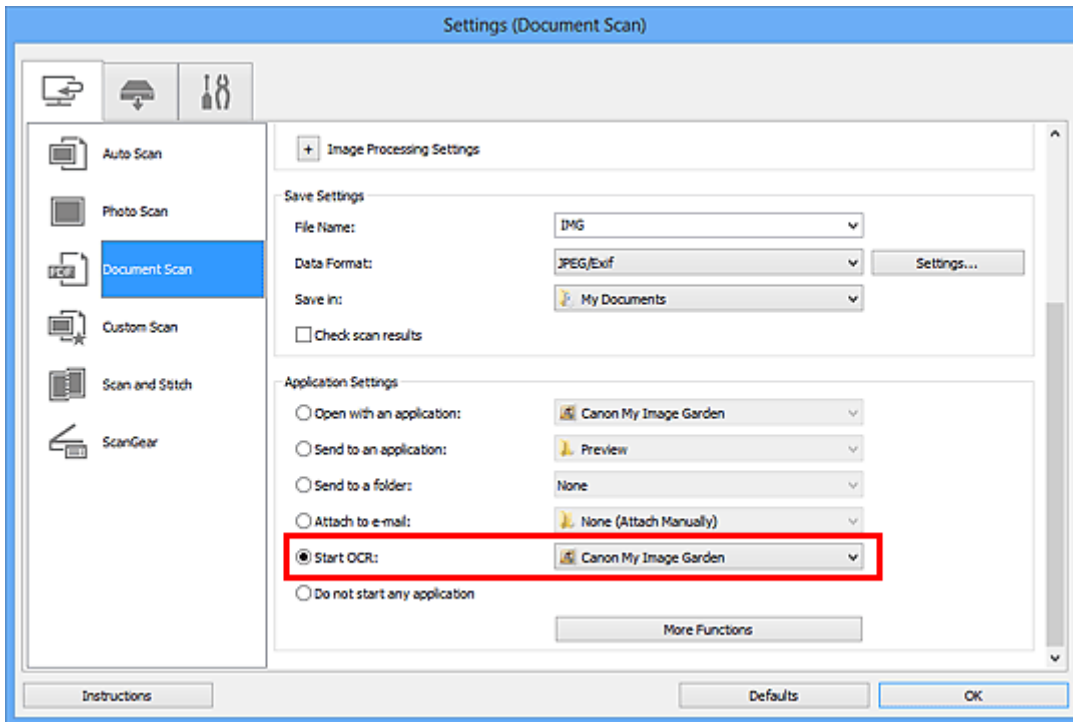 Settings (Document Scan)
Auto Scan
Photo Scan
PDF
Document Scan
Custom Scan
Scan and Stitch
ScanGear
+ Image Processing Settings
Save Settings
File Name: IMG
Data Format: JPEG/Exif Settings...
Save in: My Documents
Check scan results
Application Settings
Open with an application: Canon My Image Garden
Send to an application: Preview
Send to a folder: None
Attach to e-mail: None (Attach Manually)
Start OCR: Canon My Image Garden
Do not start any application
More Functions
Instructions Defaults OK